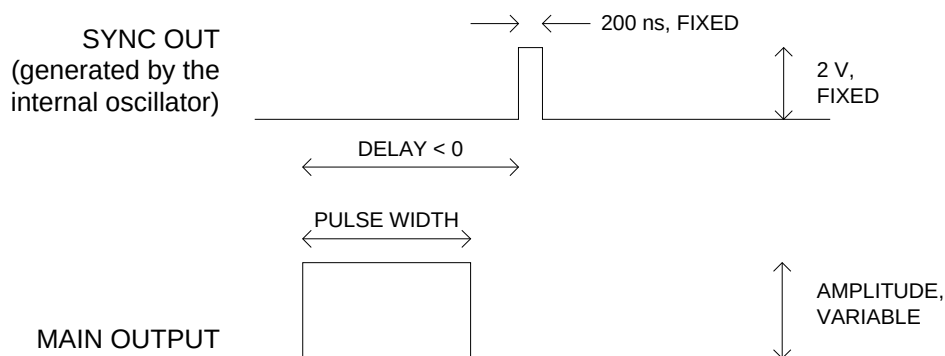 SYNC OUT
(generated by the
internal oscillator)
200 ns, FIXED
2 V,
FIXED
DELAY < 0
PULSE WIDTH
AMPLITUDE,
VARIABLE
MAIN OUTPUT